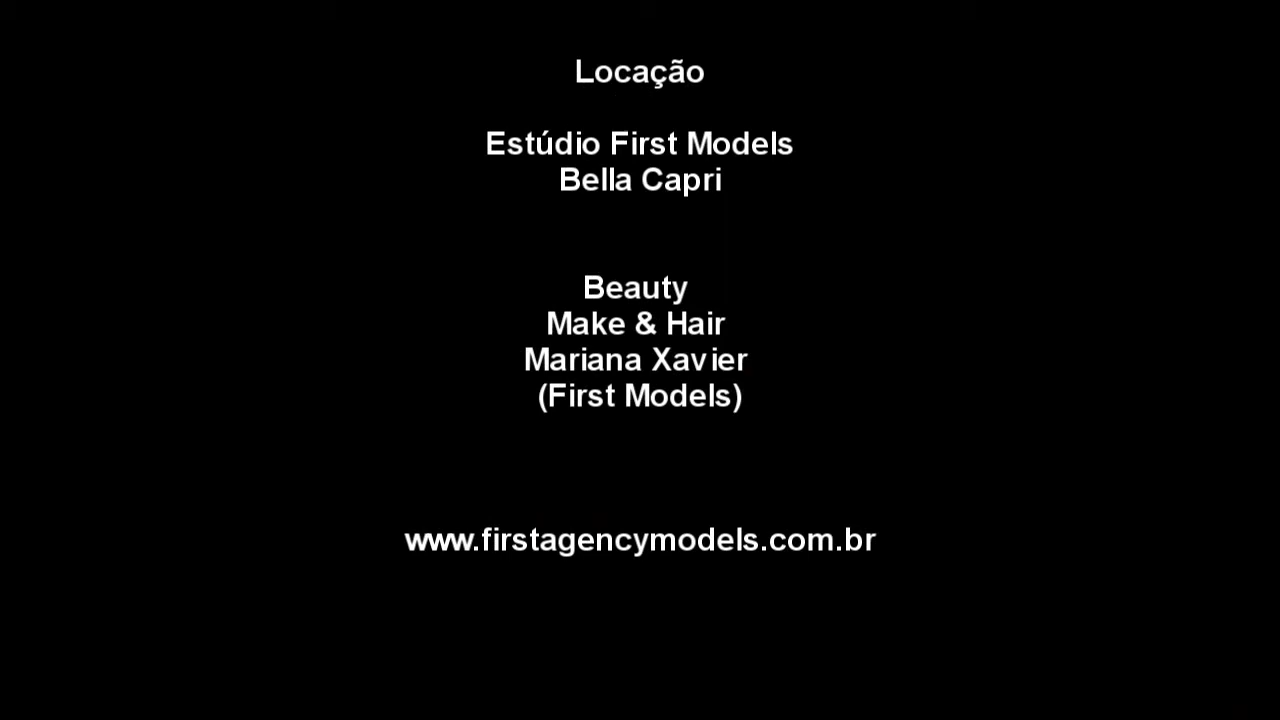 Locação
Estúdio First Models
Bella Capri
Beauty
Make & Hair
Mariana Xavier
(First Models)
www.firstagencymodels.com.br